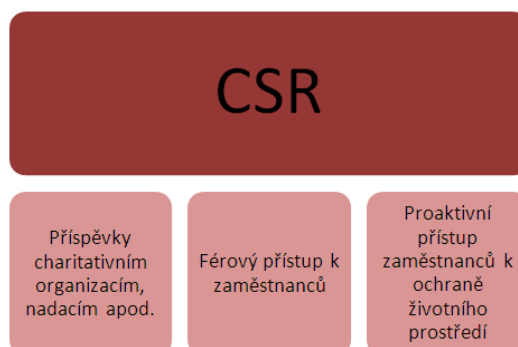 CSR
Příspěvky
charitativním
organizacím,
nadacím apod.
Férový přístup k
zaměstnanců
Proaktivní
přístup
zaměstnanců k
ochraně
životního
prostředí